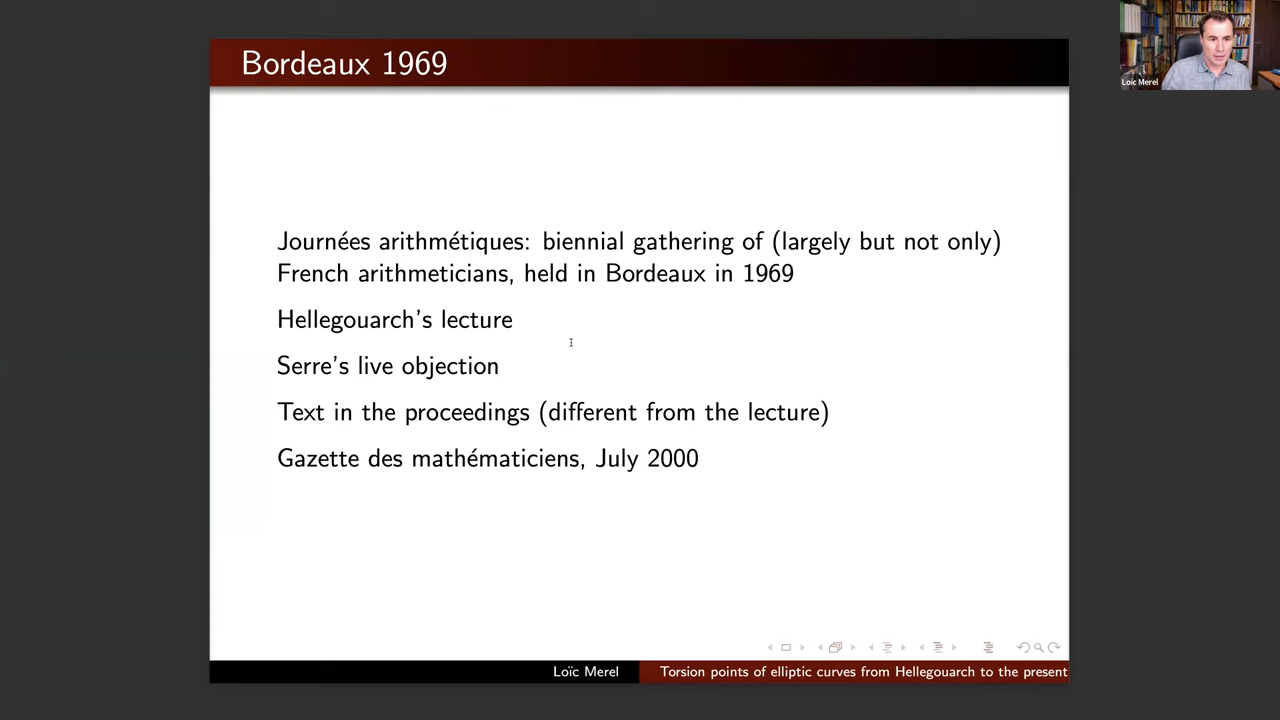 Bordeaux 1969
Loïc Merel
Journées arithmétiques: biennial gathering of (largely but not only)
French arithmeticians, held in Bordeaux in 1969
Hellegouarch's lecture
Serre's live objection
Text in the proceedings (different from the lecture)
Gazette des mathématiciens, July 2000
Loïc Merel
Torsion points of elliptic curves from Hellegouarch to the present